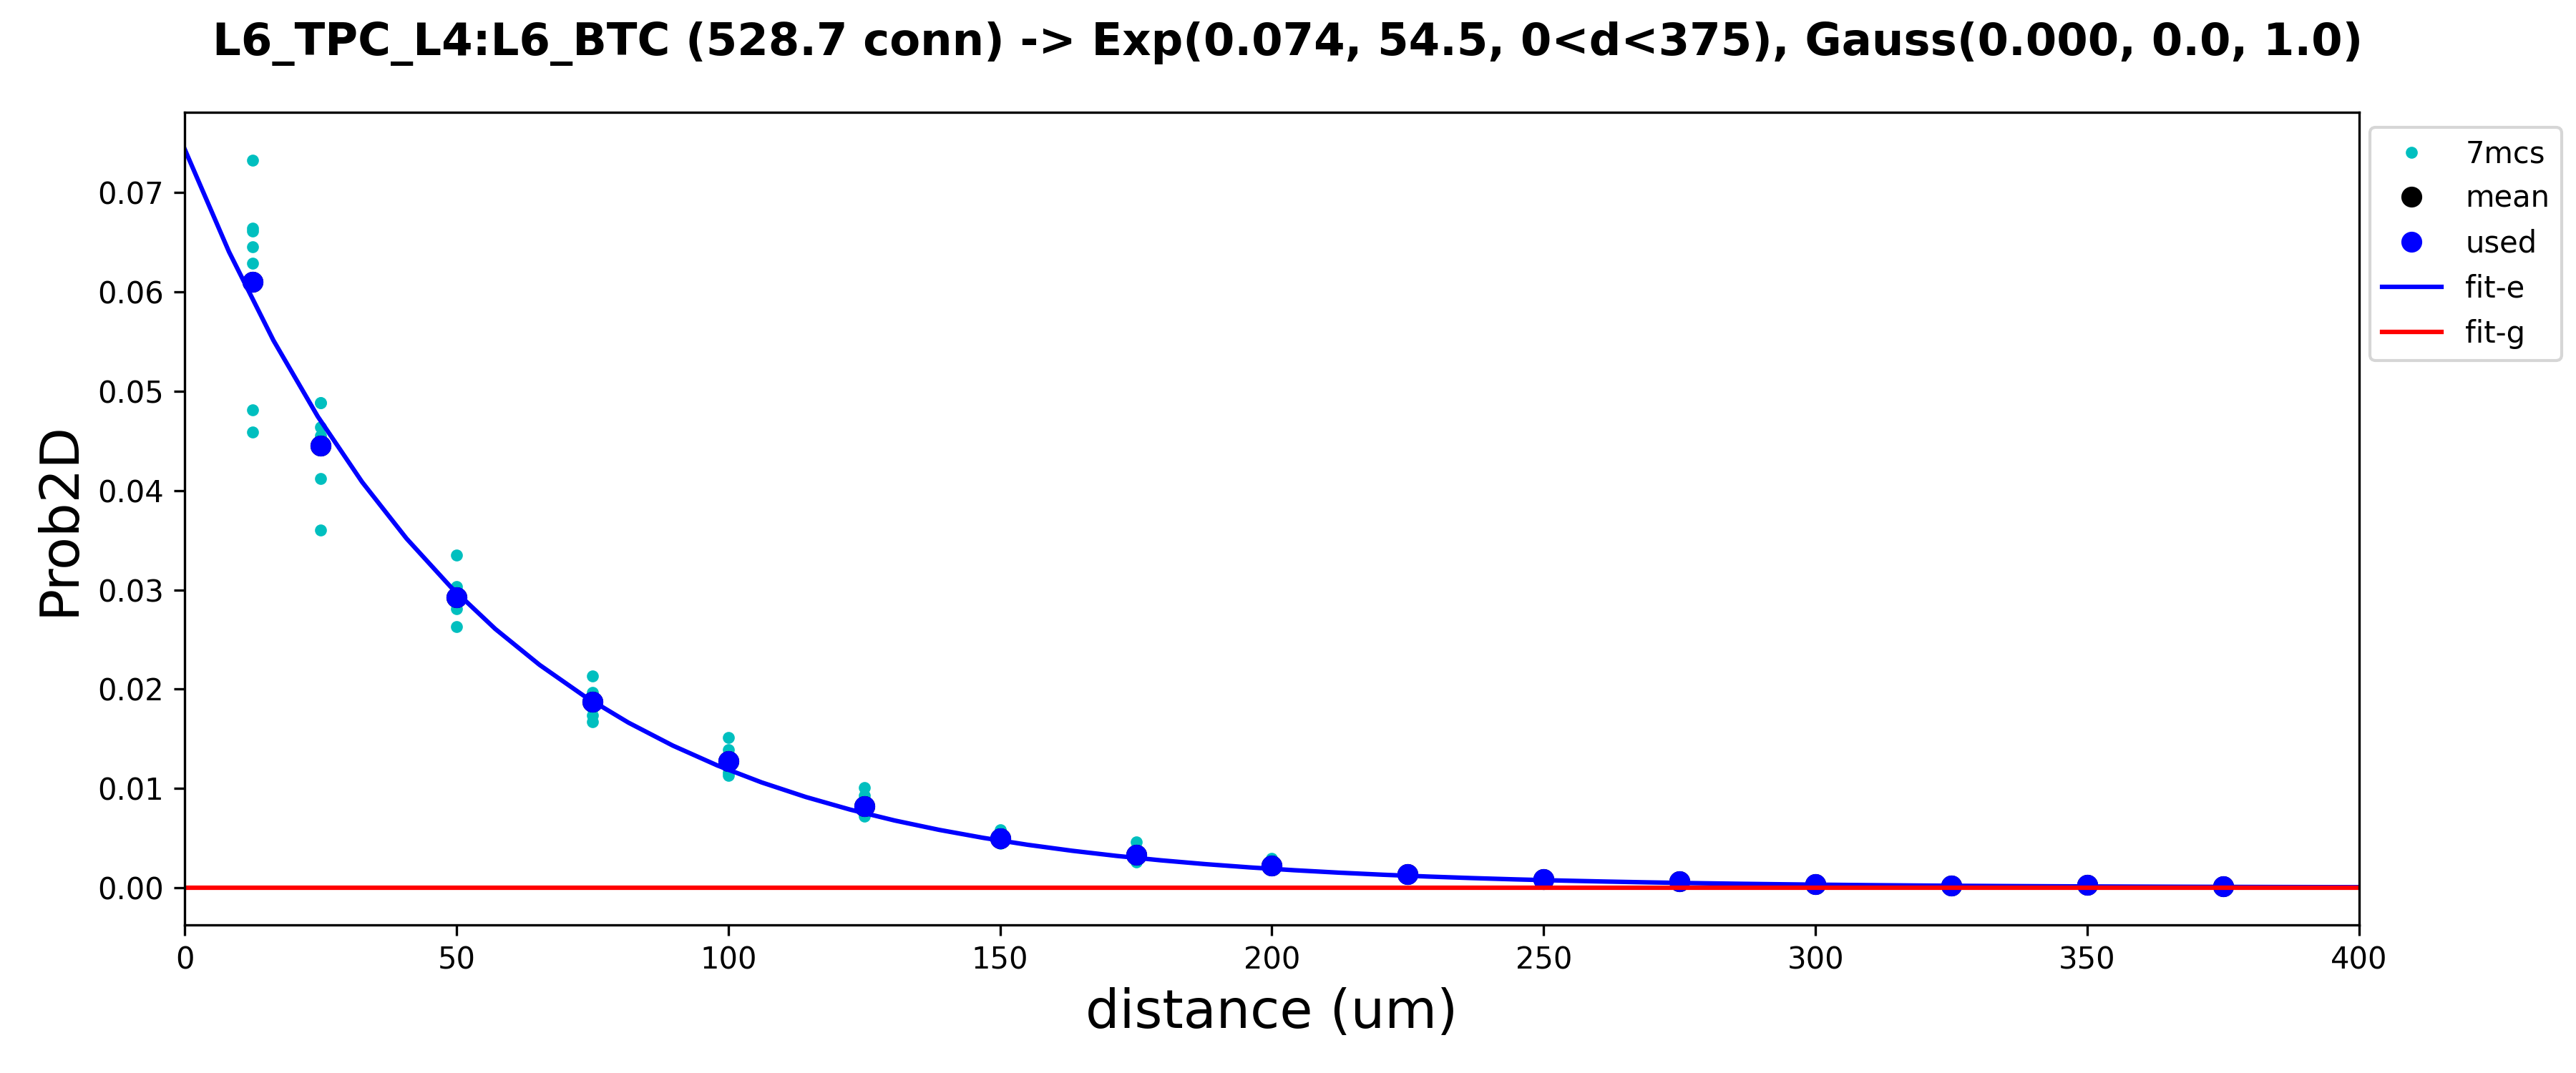 L6_TPC_L4:L6_BTC (528.7 conn) -> Exp(0.074, 54.5, 0<d<375), Gauss(0.000, 0.0, 1.0)
7mcs
mean
used
fit-e
fit-g
Prob2D
0.07
0.06
0.05
0.04
0.03
0.02
0.01
0.00
0 50 100 150 200 250 300 350 400
distance (um)